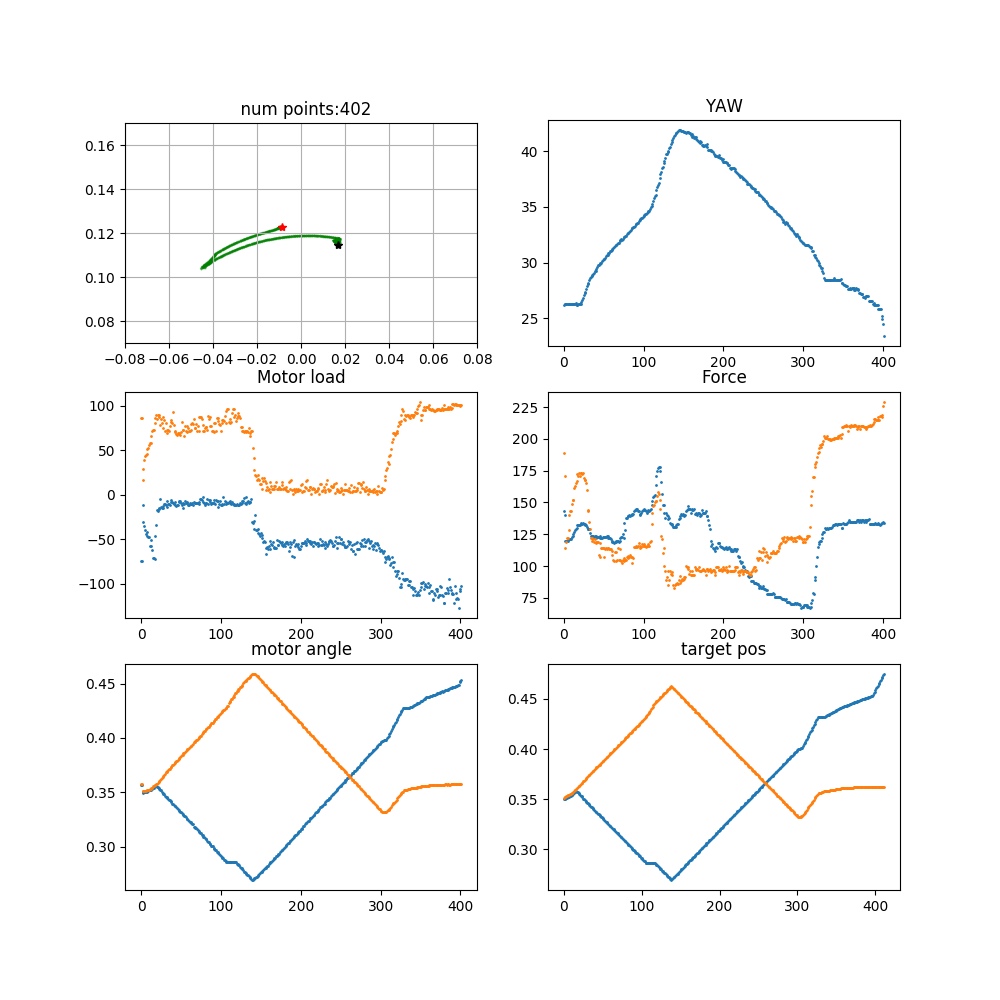 num points:402
YAW
0.16
0.14
0.12
0.10
0.08
−0.08 −0.06 −0.04 −0.02 0.00 0.02 0.04 0.06 0.08
40
35
30
25
0 100 200 300 400
Motor load
Force
100
50
0
−50
−100
0 100 200 300 400
225
200
175
150
125
100
75
0 100 200 300 400
motor angle
target pos
0.45
0.40
0.35
0.30
0 100 200 300 400
0.45
0.40
0.35
0.30
0 100 200 300 400